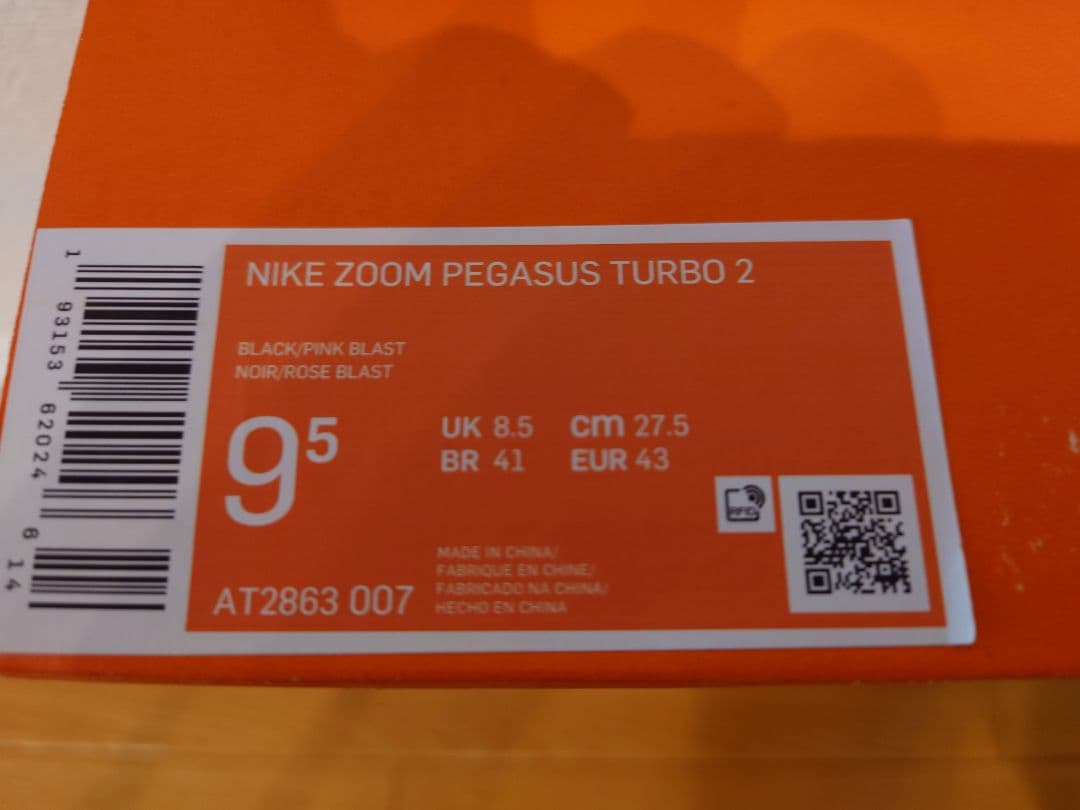 NIKE ZOOM PEGASUS TURBO 2
BLACK/PINK BLAST
NOIR/ROSE BLAST
9⁵
UK 8.5 cm 27.5
BR 41 EUR 43
RFID
MADE IN CHINA/
FABRIQUE EN CHINE/
FABRICADO NA CHINA/
HECHO EN CHINA
AT2863 007
1 93153 62024 6 14